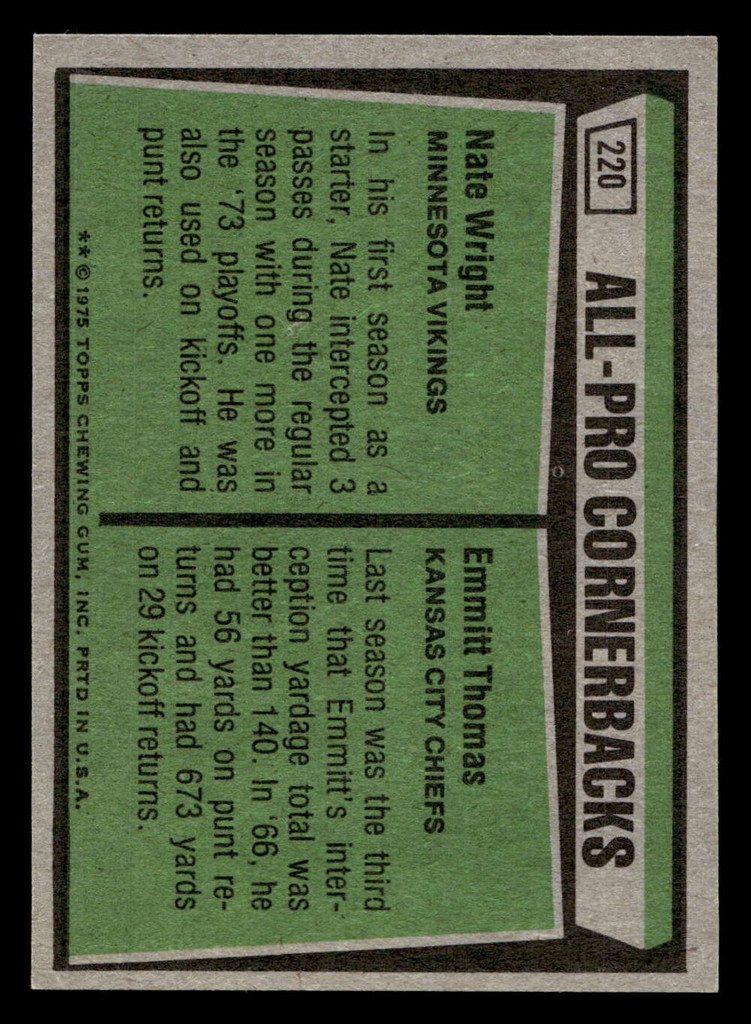 220
ALL-PRO CORNERBACKS
Nate Wright
MINNESOTA VIKINGS
In his first season as a
starter, Nate intercepted 3
passes during the regular
season with one more in
the '73 playoffs. He was
also used on kickoff and
punt returns.
Emmitt Thomas
KANSAS CITY CHIEFS
Last season was the third
time that Emmitt's inter-
ception yardage total was
better than 140. In '66, he
had 56 yards on punt re-
turns and had 673 yards
on 29 kickoff returns.
**© 1975 TOPPS CHEWING GUM, INC. PRTD IN U.S.A.